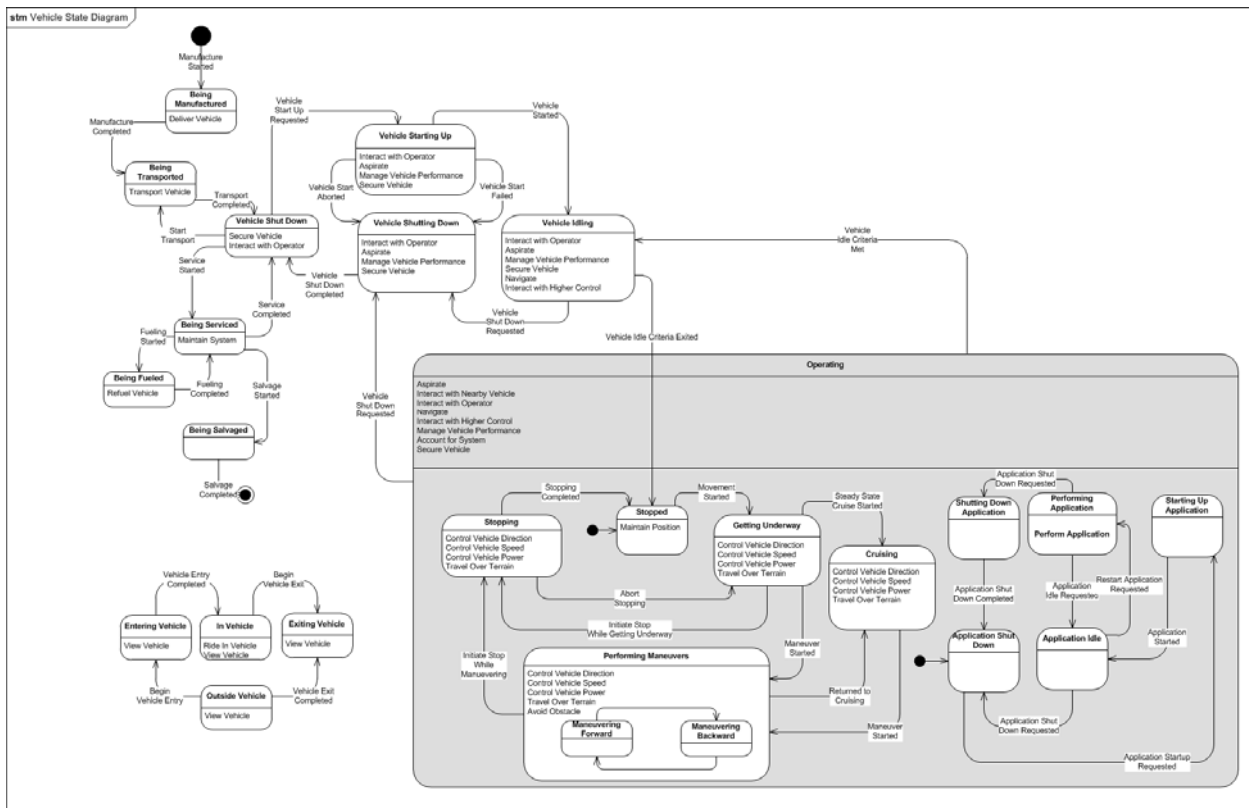 stm Vehicle State Diagram
Manufacture
Started
Being
Manufactured
Deliver Vehicle
Manufacture
Completed
Being
Transported
Transport Vehicle
Transport
Completed
Start
Transport
Vehicle Shut Down
Secure Vehicle
Interact with Operator
Service
Started
Service
Completed
Being Serviced
Maintain System
Fueling
Started
Fueling
Completed
Being Fueled
Refuel Vehicle
Salvage
Started
Being Salvaged
Salvage
Completed
Vehicle
Start Up
Requested
Vehicle Starting Up
Interact with Operator
Aspirate
Manage Vehicle Performance
Secure Vehicle
Vehicle
Started
Vehicle Start
Aborted
Vehicle Start
Failed
Vehicle Shutting Down
Interact with Operator
Aspirate
Manage Vehicle Performance
Secure Vehicle
Vehicle
Shut Down
Completed
Vehicle Idling
Interact with Operator
Aspirate
Manage Vehicle Performance
Secure Vehicle
Navigate
Interact with Higher Control
Vehicle
Shut Down
Requested
Vehicle
Idle Criteria
Met
Vehicle Idle Criteria Exited
Vehicle
Shut Down
Requested
Operating
Aspirate
Interact with Nearby Vehicle
Interact with Operator
Navigate
Interact with Higher Control
Manage Vehicle Performance
Account for System
Secure Vehicle
Stopping
Completed
Stopping
Control Vehicle Direction
Control Vehicle Speed
Control Vehicle Power
Travel Over Terrain
Stopped
Maintain Position
Movement
Started
Getting Underway
Control Vehicle Direction
Control Vehicle Speed
Control Vehicle Power
Travel Over Terrain
Steady State
Cruise Started
Cruising
Control Vehicle Direction
Control Vehicle Speed
Control Vehicle Power
Travel Over Terrain
Abort
Stopping
Initiate Stop
While Getting Underway
Initiate Stop
While
Manuevering
Maneuver
Started
Performing Maneuvers
Control Vehicle Direction
Control Vehicle Speed
Control Vehicle Power
Travel Over Terrain
Avoid Obstacle
Maneuvering
Forward
Maneuvering
Backward
Returned to
Cruising
Maneuver
Started
Application Shut
Down Requested
Shutting Down
Application
Performing
Application
Perform Application
Starting Up
Application
Application Shut
Down Completed
Application
Idle Requested
Restart Application
Requested
Application
Started
Application Shut
Down
Application Idle
Application Shut
Down Requested
Application Startup
Requested
Vehicle Entry
Completed
Begin
Vehicle Exit
Entering Vehicle
View Vehicle
In Vehicle
Ride In Vehicle
View Vehicle
Exiting Vehicle
View Vehicle
Begin
Vehicle Entry
Outside Vehicle
View Vehicle
Vehicle Exit
Completed